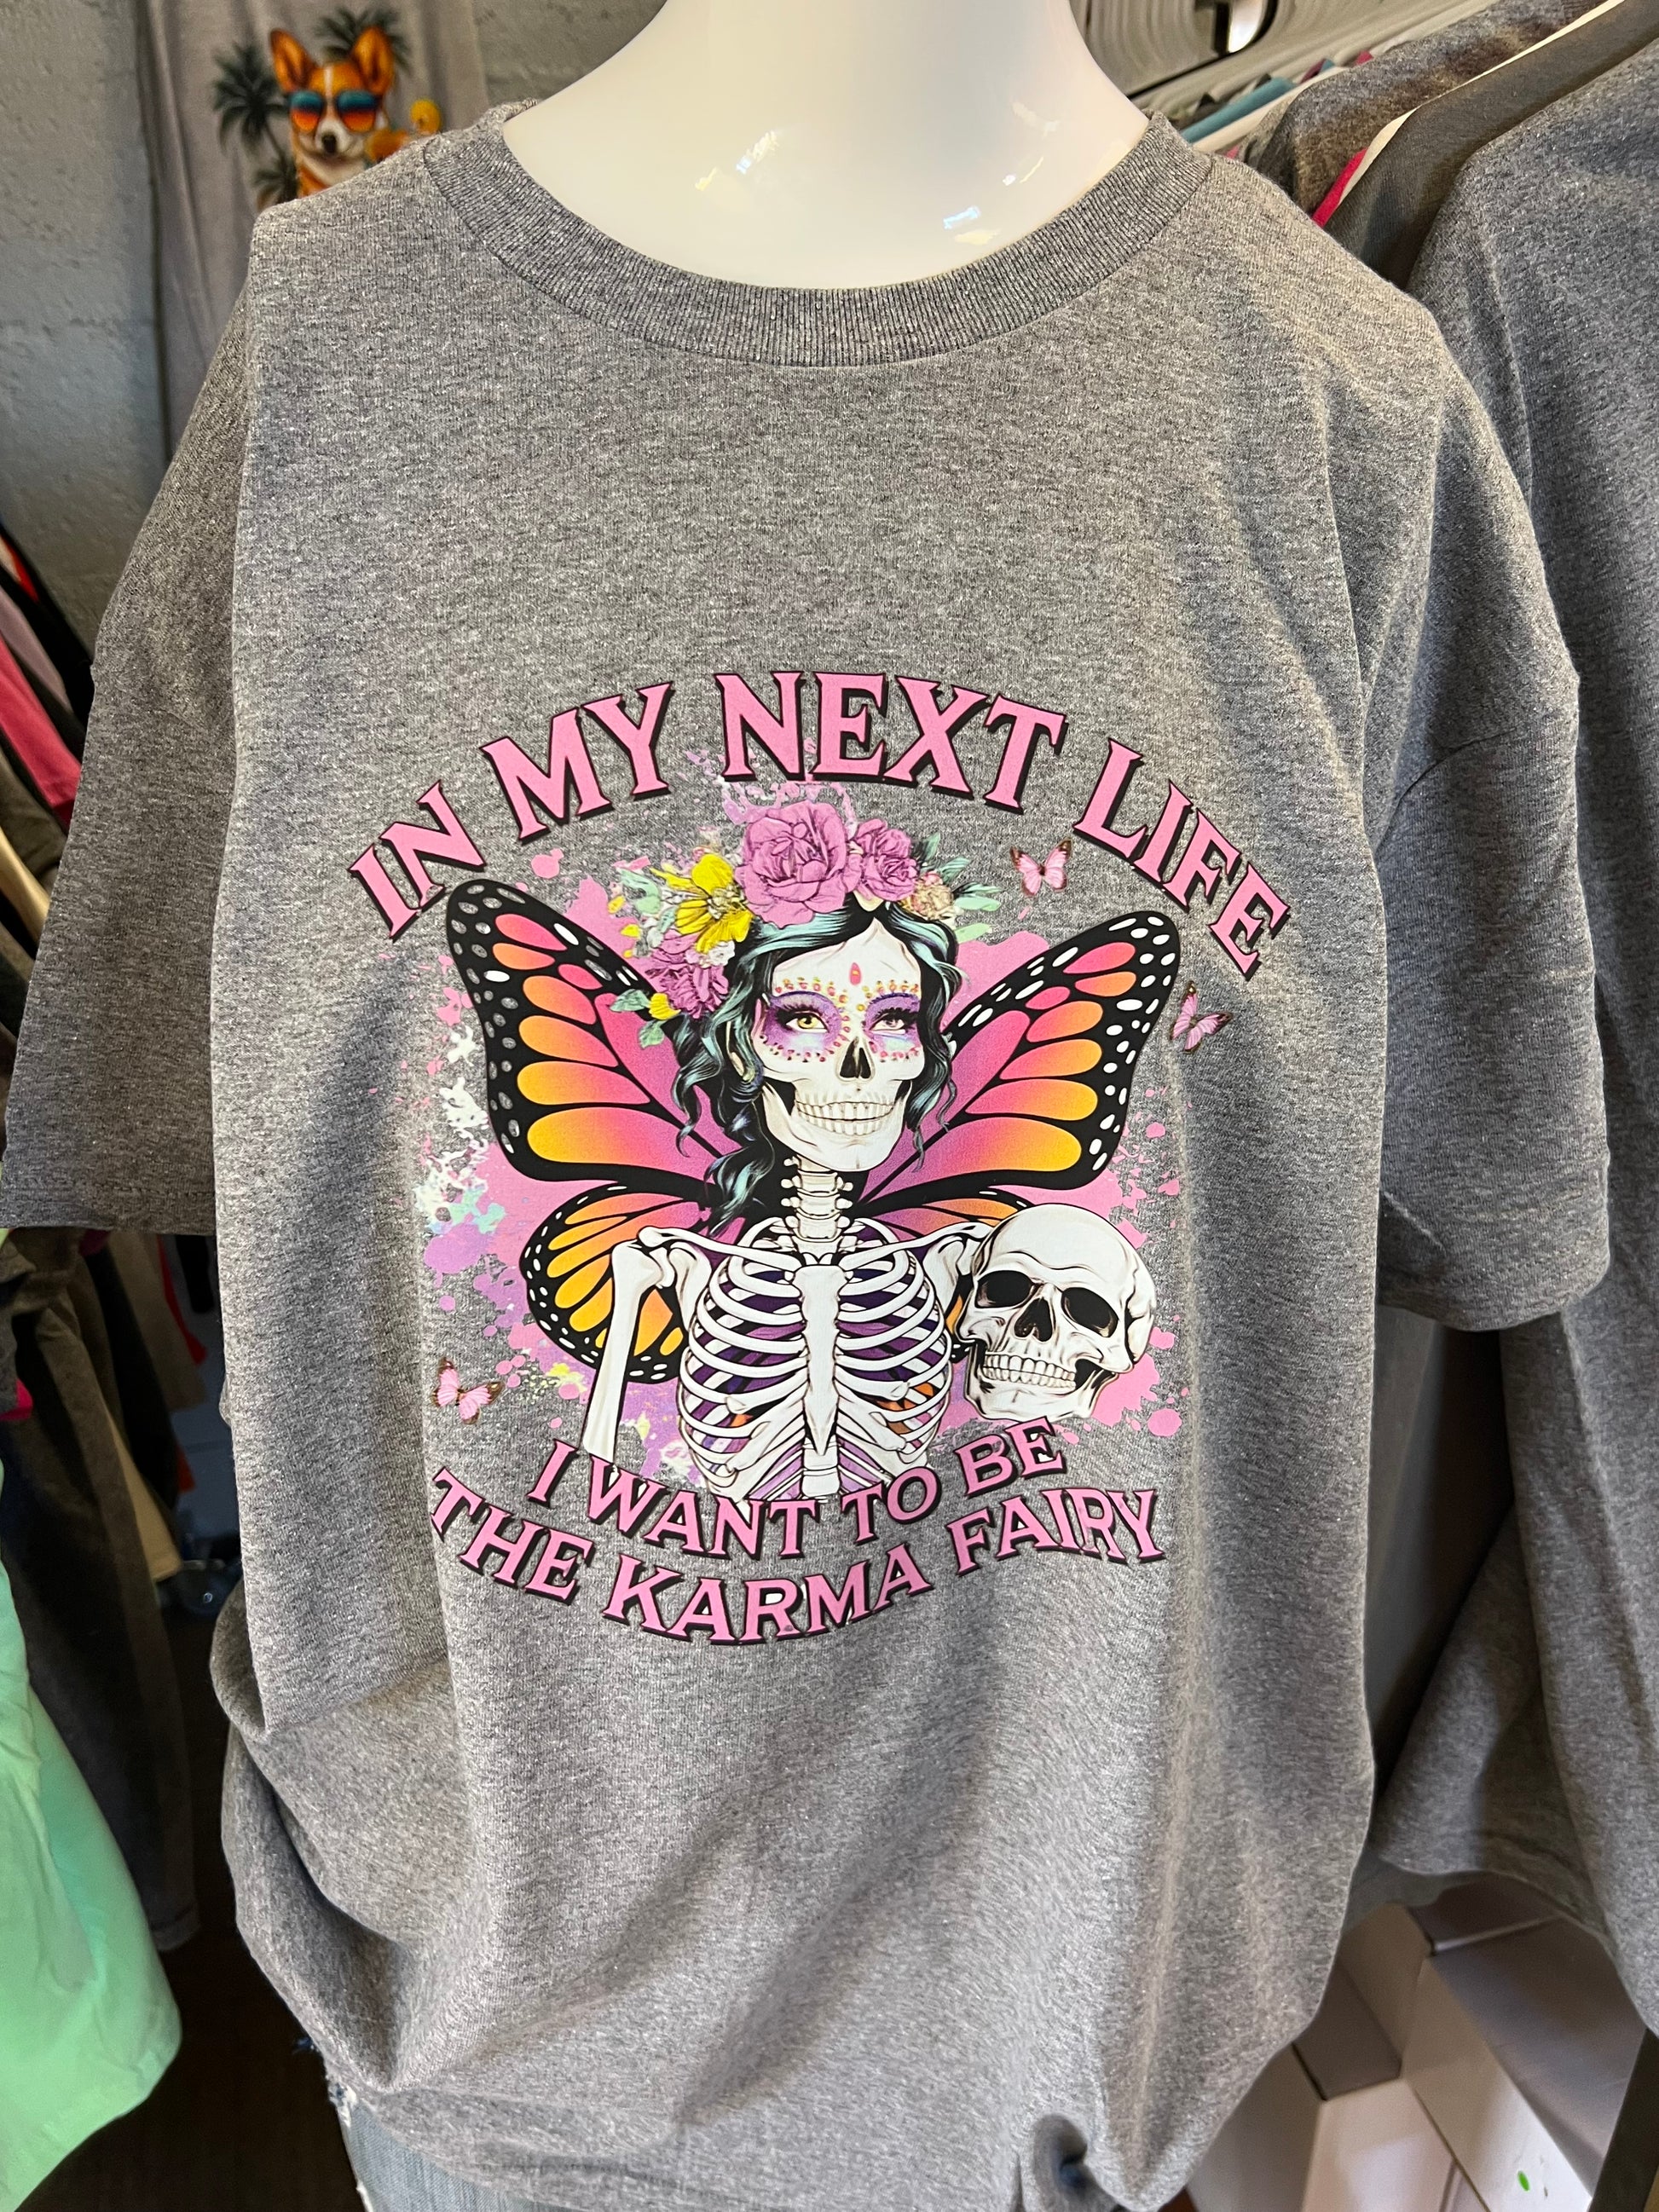 IN MY NEXT LIFE
I WANT TO BE
THE KARMA FAIRY